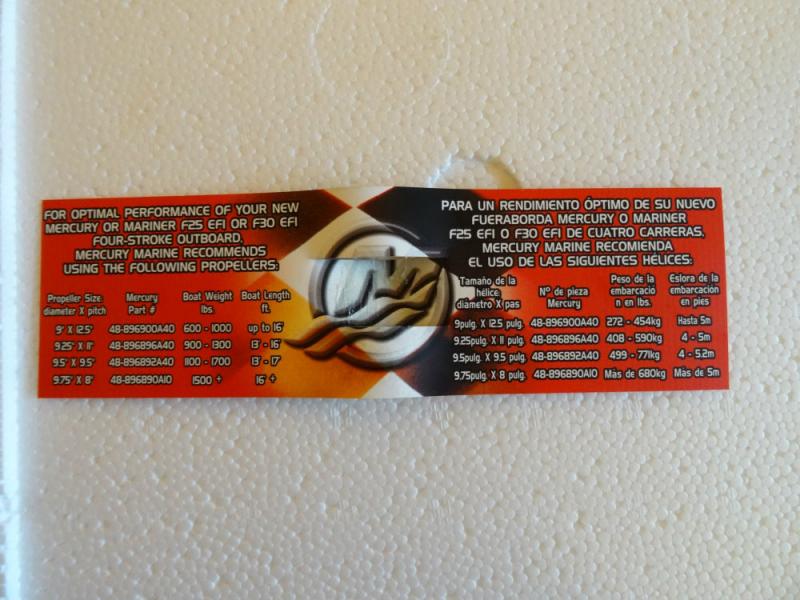 FOR OPTIMAL PERFORMANCE OF YOUR NEW
MERCURY OR MARINER F25 EFI OR F30 EFI
FOUR-STROKE OUTBOARD,
MERCURY MARINE RECOMMENDS
USING THE FOLLOWING PROPELLERS:
Propeller Size Mercury Boat Weight Boat Length
diameter X pitch Part # lbs. ft.
9" X 12.5" 48-896900A40 600 - 1000 up to 16'
9.25" X 11" 48-896896A40 900 - 1300 13' - 16'
9.5" X 9.5" 48-896892A40 1100 - 1700 13' - 17'
9.75" X 8" 48-896890A10 1500 + 16' +
PARA UN RENDIMIENTO ÓPTIMO DE SU NUEVO
FUERABORDA MERCURY O MARINER
F25 EFI O F30 EFI DE CUATRO CARRERAS,
MERCURY MARINE RECOMIENDA
EL USO DE LAS SIGUIENTES HÉLICES:
Tamaño de la Peso de la Eslora de la
hélice: Nº de pieza embarcació embarcación
diámetro X pas Mercury n en lbs. en pies
9pulg. X 12.5 pulg. 48-896900A40 272 - 454kg Hasta 5m
9.25pulg. X 11 pulg. 48-896896A40 408 - 590kg 4 - 5m
9.5pulg. X 9.5 pulg. 48-896892A40 499 - 771kg 4 - 5.2m
9.75pulg. X 8 pulg. 48-896890A10 Más de 680kg Más de 5m